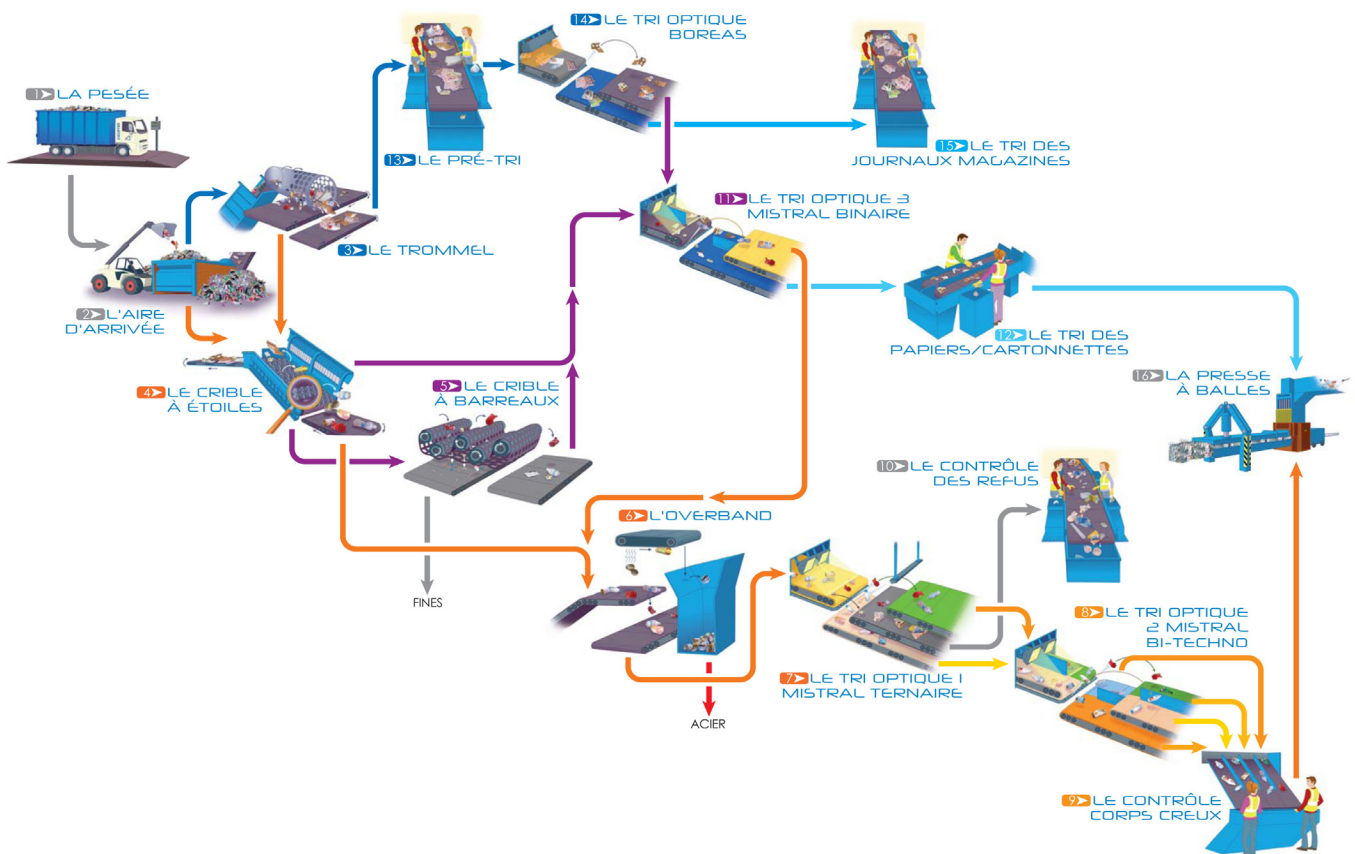 1 LA PESÉE
2 L'AIRE
D'ARRIVÉE
3 LE TROMMEL
4 LE CRIBLE
À ÉTOILES
5 LE CRIBLE
À BARREAUX
FINES
6 L'OVERBAND
ACIER
7 LE TRI OPTIQUE 1
MISTRAL TERNAIRE
8 LE TRI OPTIQUE
2 MISTRAL
BI-TECHNO
9 LE CONTRÔLE
CORPS CREUX
10 LE CONTRÔLE
DES REFUS
11 LE TRI OPTIQUE 3
MISTRAL BINAIRE
12 LE TRI DES
PAPIERS/CARTONNETTES
13 LE PRÉ-TRI
14 LE TRI OPTIQUE
BOREAS
15 LE TRI DES
JOURNAUX MAGAZINES
16 LA PRESSE
À BALLES